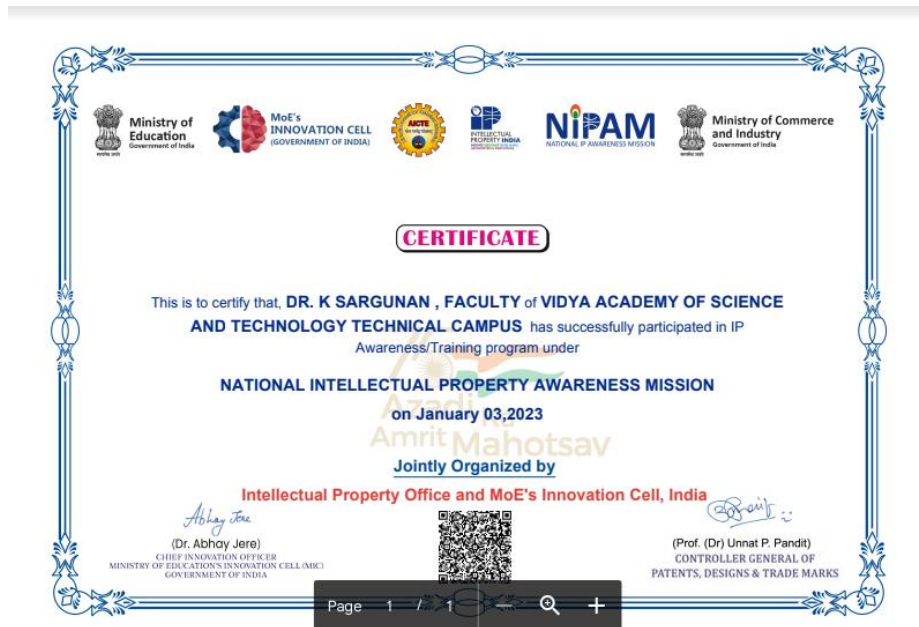 Ministry of
Education
Government of India
MoE's
INNOVATION CELL
(GOVERNMENT OF INDIA)
AICTE
INTELLECTUAL
PROPERTY INDIA
NiPAM
NATIONAL IP AWARENESS MISSION
Ministry of Commerce
and Industry
Government of India
CERTIFICATE
This is to certify that, DR. K SARGUNAN , FACULTY of VIDYA ACADEMY OF SCIENCE
AND TECHNOLOGY TECHNICAL CAMPUS has successfully participated in IP
Awareness/Training program under
NATIONAL INTELLECTUAL PROPERTY AWARENESS MISSION
on January 03,2023
Azadi Ka
Amrit Mahotsav
Jointly Organized by
Intellectual Property Office and MoE's Innovation Cell, India
Abhay Jere
(Dr. Abhay Jere)
CHIEF INNOVATION OFFICER
MINISTRY OF EDUCATION'S INNOVATION CELL (MIC)
GOVERNMENT OF INDIA
(Prof. (Dr) Unnat P. Pandit)
CONTROLLER GENERAL OF
PATENTS, DESIGNS & TRADE MARKS
Page 1 / 1